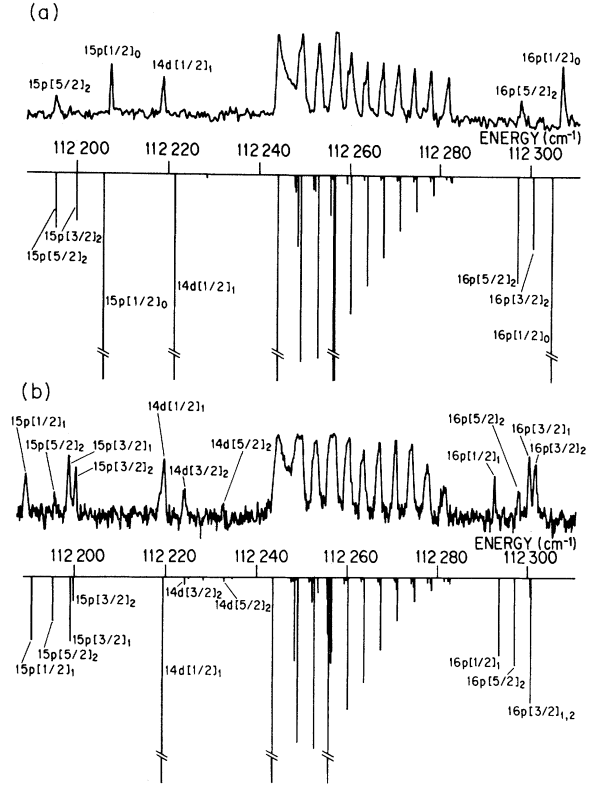 (a)
15p[5/2]₂
15p[1/2]₀
14d[1/2]₁
16p[5/2]₂
16p[1/2]₀
ENERGY (cm⁻¹)
112 200
112 220
112 240
112 260
112 280
112 300
15p[3/2]₂
15p[5/2]₂
15p[1/2]₀
14d[1/2]₁
16p[5/2]₂
16p[3/2]₂
16p[1/2]₀
(b)
15p[1/2]₁
15p[5/2]₂
15p[3/2]₁
15p[3/2]₂
14d[1/2]₁
14d[3/2]₂
14d[5/2]₂
16p[5/2]₂
16p[1/2]₁
16p[3/2]₁
16p[3/2]₂
ENERGY (cm⁻¹)
112 200
112 220
112 240
112 260
112 280
112 300
15p[3/2]₂
15p[3/2]₁
15p[5/2]₂
15p[1/2]₁
14d[3/2]₂
14d[5/2]₂
14d[1/2]₁
16p[1/2]₁
16p[5/2]₂
16p[3/2]₁,₂